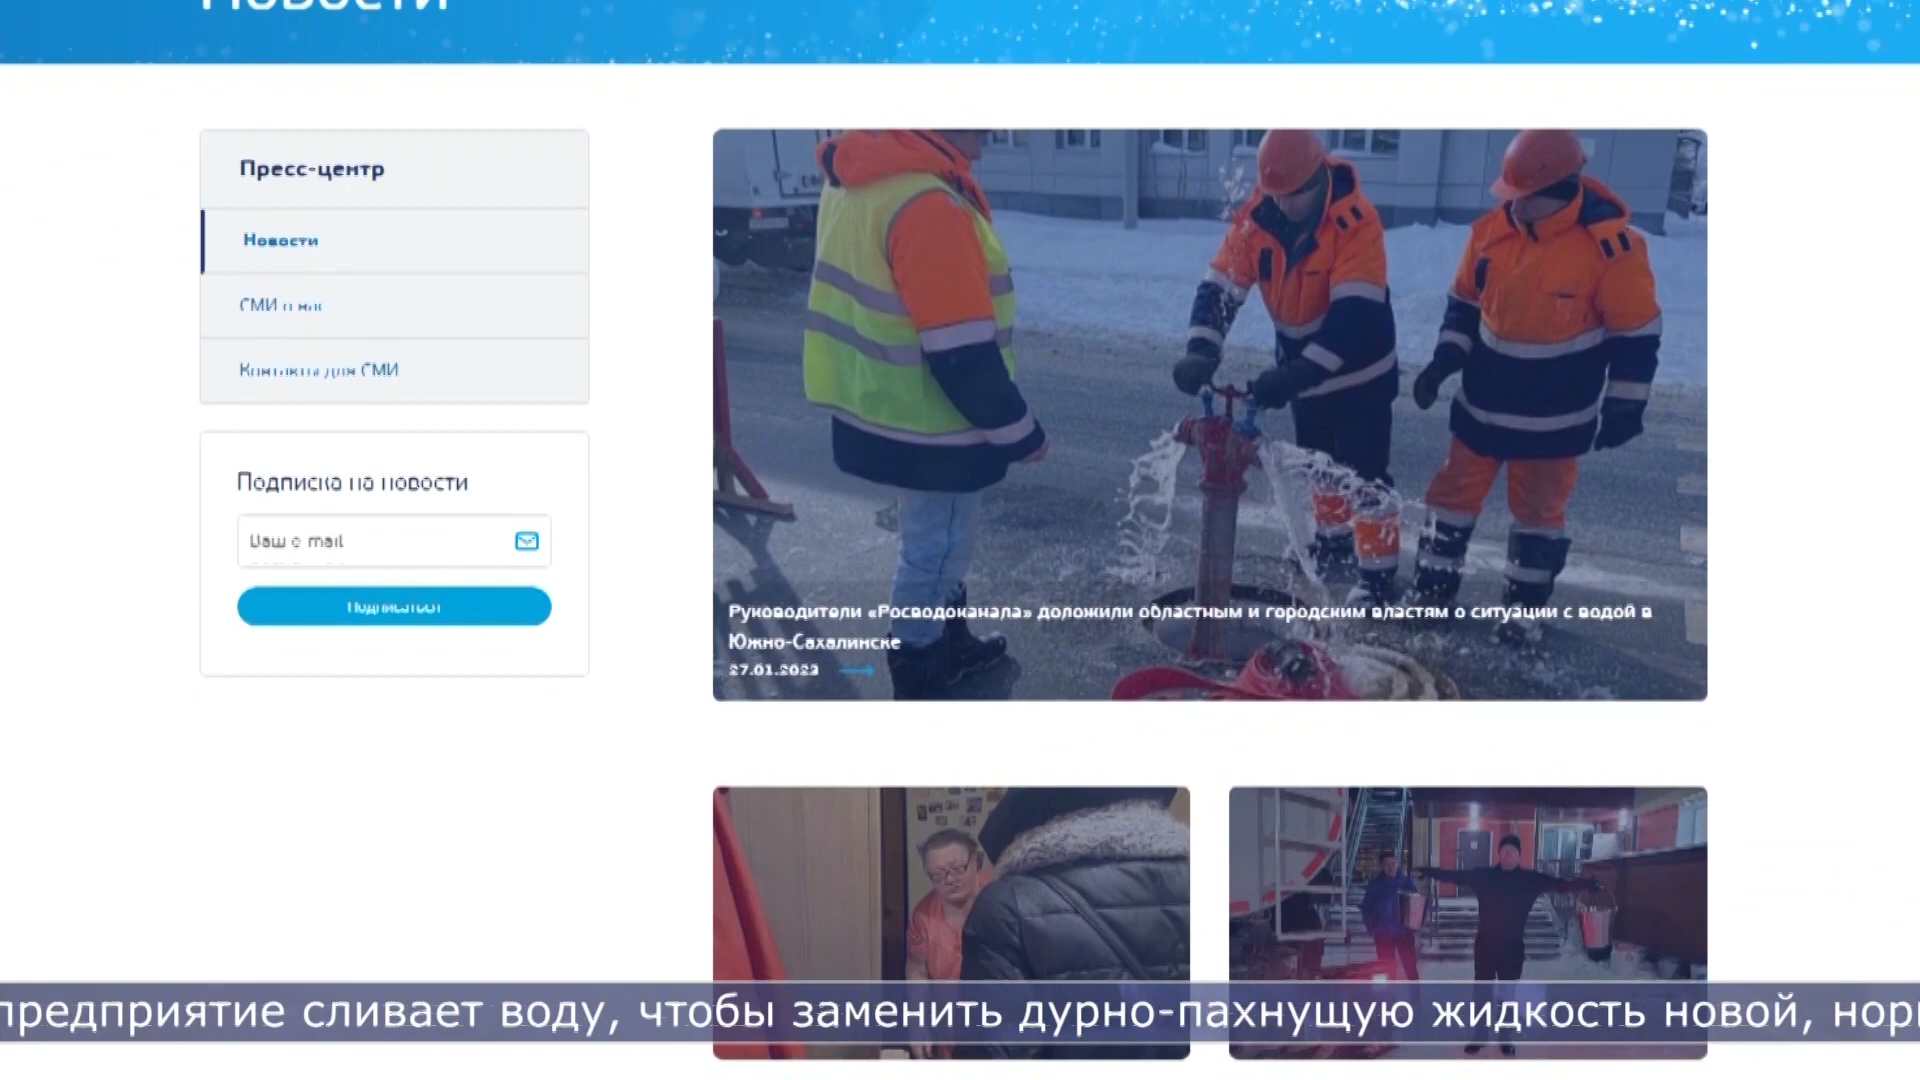 Новости
Пресс-центр
Новости
СМИ о нас
Контакты для СМИ
Подписка на новости
Ваш e-mail
Подписаться
Руководители «Росводоканала» доложили областным и городским властям о ситуации с водой в
Южно-Сахалинске
27.01.2023
предприятие сливает воду, чтобы заменить дурно-пахнущую жидкость новой,